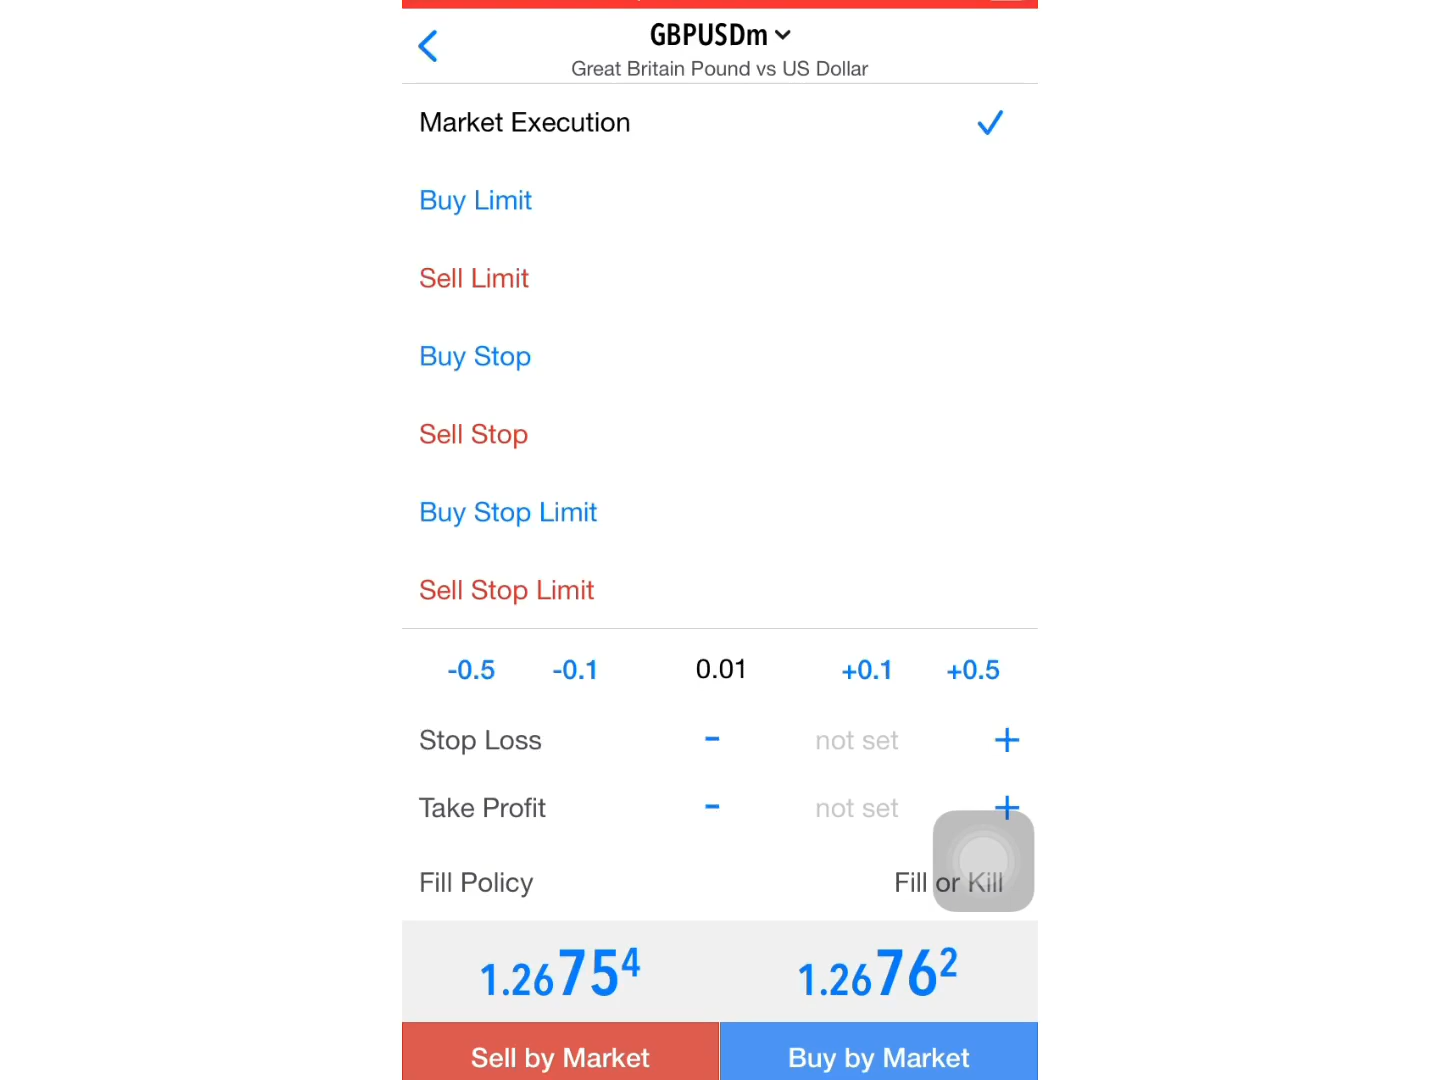 GBPUSDm
Great Britain Pound vs US Dollar
Market Execution
Buy Limit
Sell Limit
Buy Stop
Sell Stop
Buy Stop Limit
Sell Stop Limit
-0.5 -0.1 0.01 +0.1 +0.5
Stop Loss - not set +
Take Profit - not set +
Fill Policy Fill or Kill
1.26754 1.26762
Sell by Market Buy by Market